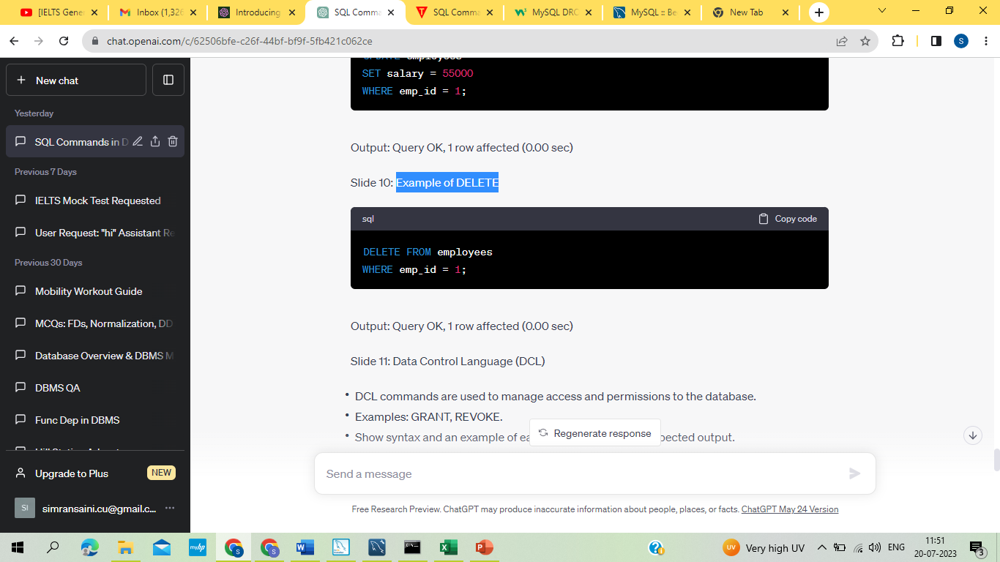 [IELTS Gene
Inbox (1,326
Introducing
SQL Comma
SQL Comma
MySQL DRO
MySQL :: Be
New Tab
chat.openai.com/c/62506bfe-c26f-44bf-bf9f-5fb421c062ce
S
New chat
Yesterday
SQL Commands in D
Previous 7 Days
IELTS Mock Test Requested
User Request: "hi" Assistant Re
Previous 30 Days
Mobility Workout Guide
MCQs: FDs, Normalization, DD
Database Overview & DBMS M
DBMS QA
Func Dep in DBMS
Upgrade to Plus NEW
SI simransaini.cu@gmail.c...
UPDATE employees
SET salary = 55000
WHERE emp_id = 1;
Output: Query OK, 1 row affected (0.00 sec)
Slide 10: Example of DELETE
sql Copy code
DELETE FROM employees
WHERE emp_id = 1;
Output: Query OK, 1 row affected (0.00 sec)
Slide 11: Data Control Language (DCL)
• DCL commands are used to manage access and permissions to the database.
• Examples: GRANT, REVOKE.
• Show syntax and an example of ea pected output.
Regenerate response
Send a message
Free Research Preview. ChatGPT may produce inaccurate information about people, places, or facts. ChatGPT May 24 Version
UV Very high UV ENG 11:51
20-07-2023 3